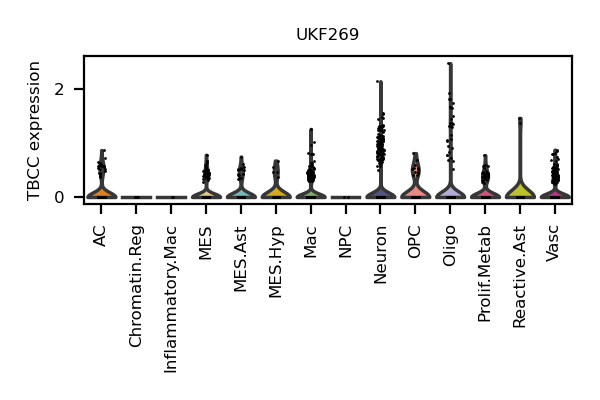 UKF269
TBCC expression
2
0
AC
Chromatin.Reg
Inflammatory.Mac
MES
MES.Ast
MES.Hyp
Mac
NPC
Neuron
OPC
Oligo
Prolif.Metab
Reactive.Ast
Vasc